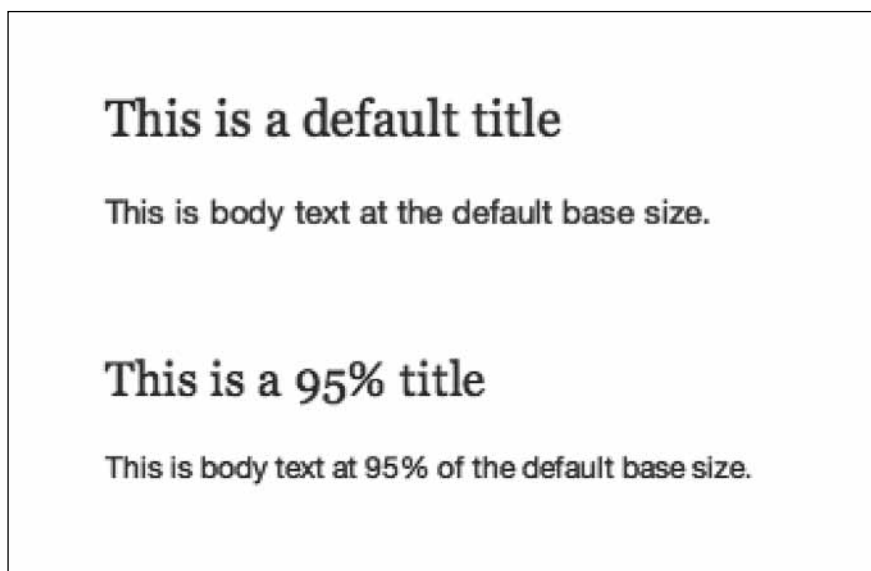 This is a default title
This is body text at the default base size.
This is a 95% title
This is body text at 95% of the default base size.